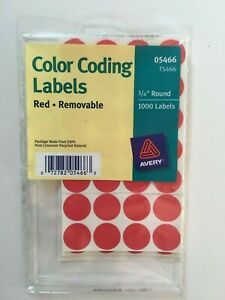 Color Coding
Labels
Red • Removable
05466
T5466
3/4" Round
1000 Labels
Package Made From 100%
Post Consumer Recycled Material
0 72782 05466 3
AVERY